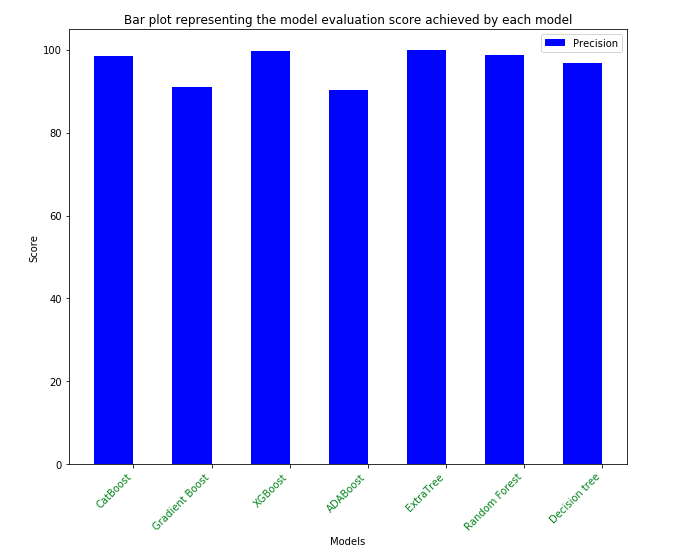 Bar plot representing the model evaluation score achieved by each model
Precision
100
80
60
40
20
0
Score
CatBoost
Gradient Boost
XGBoost
ADABoost
ExtraTree
Random Forest
Decision tree
Models